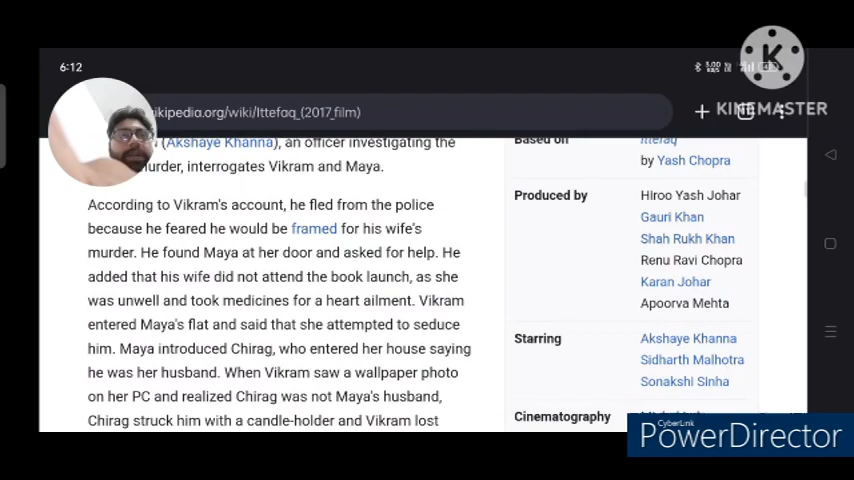 6:12
5.00
KB/S
K
KINEMASTER
kipedia.org/wiki/Ittefaq_(2017_film)
(Akshaye Khanna), an officer investigating the
murder, interrogates Vikram and Maya.
According to Vikram's account, he fled from the police
because he feared he would be framed for his wife's
murder. He found Maya at her door and asked for help. He
added that his wife did not attend the book launch, as she
was unwell and took medicines for a heart ailment. Vikram
entered Maya's flat and said that she attempted to seduce
him. Maya introduced Chirag, who entered her house saying
he was her husband. When Vikram saw a wallpaper photo
on her PC and realized Chirag was not Maya's husband,
Chirag struck him with a candle-holder and Vikram lost
Based on
Ittefaq
by Yash Chopra
Produced by
Hiroo Yash Johar
Gauri Khan
Shah Rukh Khan
Renu Ravi Chopra
Karan Johar
Apoorva Mehta
Starring
Akshaye Khanna
Sidharth Malhotra
Sonakshi Sinha
Cinematography
CyberLink
PowerDirector